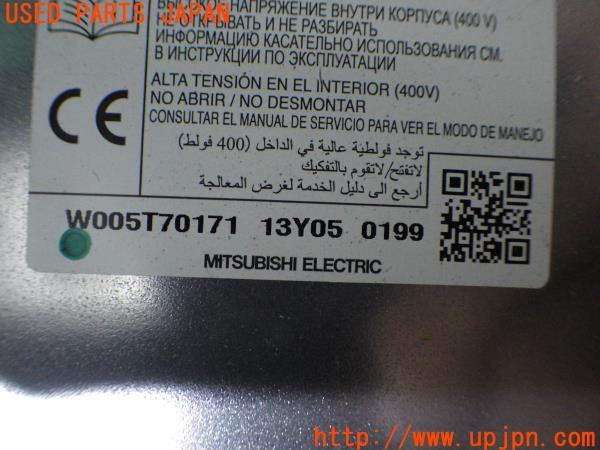 USED PARTS JAPAN
НАПРЯЖЕНИЕ ВНУТРИ КОРПУСА (400 V)
И НЕ РАЗБИРАТЬ
ИНФОРМАЦИЮ КАСАТЕЛЬНО ИСПОЛЬЗОВАНИЯ СМ.
В ИНСТРУКЦИИ ПО ЭКСПЛУАТАЦИИ
ALTA TENSIÓN EN EL INTERIOR (400V)
NO ABRIR / NO DESMONTAR
CONSULTAR EL MANUAL DE SERVICIO PARA VER EL MODO DE MANEJO
توجد فولطية عالية في الداخل (400 فولط)
لاتفتح/لاتقوم بالتفكيك
أرجع الى دليل الخدمة لغرض المعالجة
CE
W005T70171 13Y05 0199
MITSUBISHI ELECTRIC
UPJ
http://www.upjpn.com/